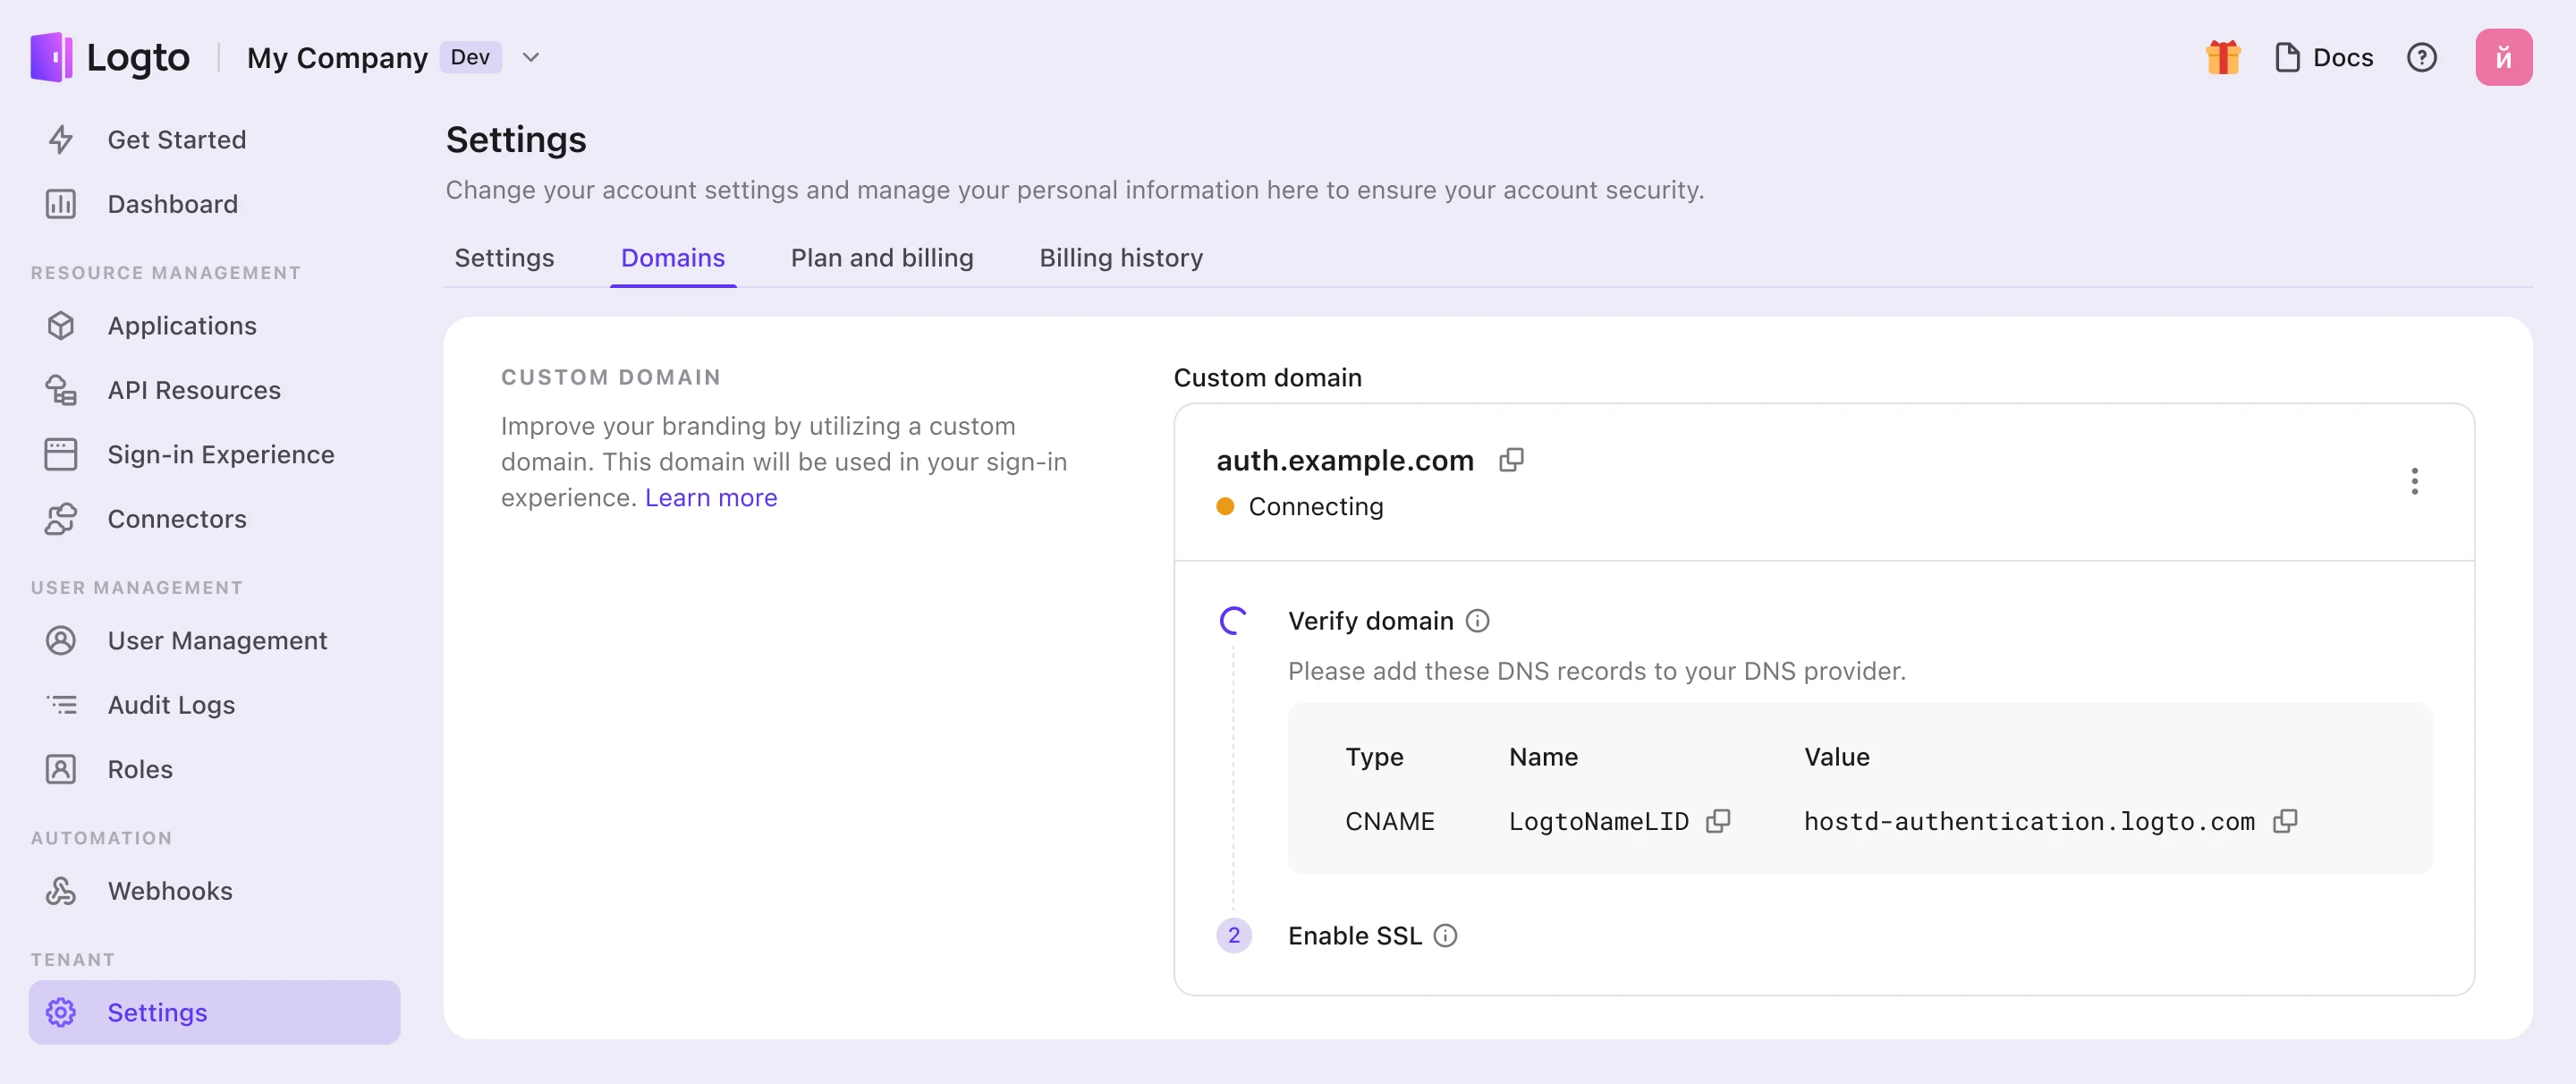 Logto
My Company Dev
Docs
й
Get Started
Dashboard
RESOURCE MANAGEMENT
Applications
API Resources
Sign-in Experience
Connectors
USER MANAGEMENT
User Management
Audit Logs
Roles
AUTOMATION
Webhooks
TENANT
Settings
Settings
Change your account settings and manage your personal information here to ensure your account security.
Settings Domains Plan and billing Billing history
CUSTOM DOMAIN
Improve your branding by utilizing a custom
domain. This domain will be used in your sign-in
experience. Learn more
Custom domain
auth.example.com
Connecting
Verify domain
Please add these DNS records to your DNS provider.
Type Name Value
CNAME LogtoNameLID hostd-authentication.logto.com
2 Enable SSL